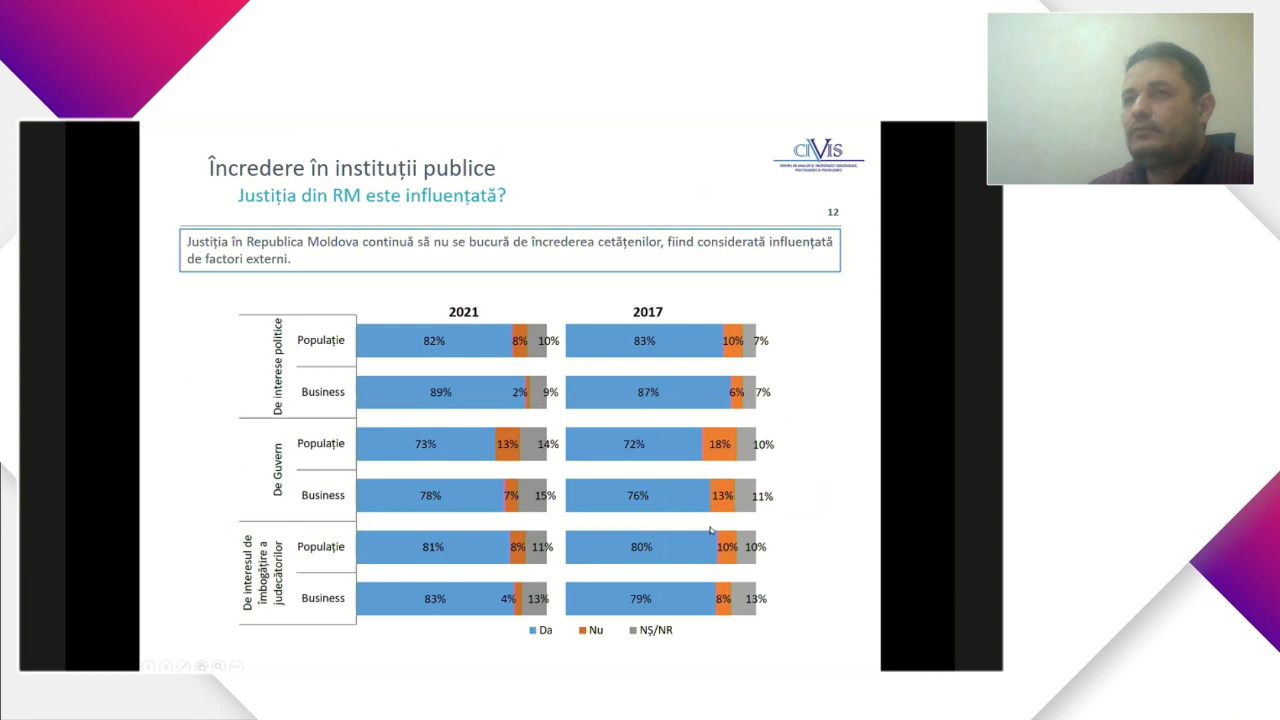 Încredere în instituții publice
Justiția din RM este influențată?
CIVIS
12
Justiția în Republica Moldova continuă să nu se bucură de încrederea cetățenilor, fiind considerată influențată
de factori externi.
2021 2017
De interese politice
Populație 82% 8% 10% 83% 10% 7%
Business 89% 2% 9% 87% 6% 7%
De Guvern
Populație 73% 13% 14% 72% 18% 10%
Business 78% 7% 15% 76% 13% 11%
De interesul de
îmbogățire a
judecătorilor
Populație 81% 8% 11% 80% 10% 10%
Business 83% 4% 13% 79% 8% 13%
Da Nu NȘ/NR